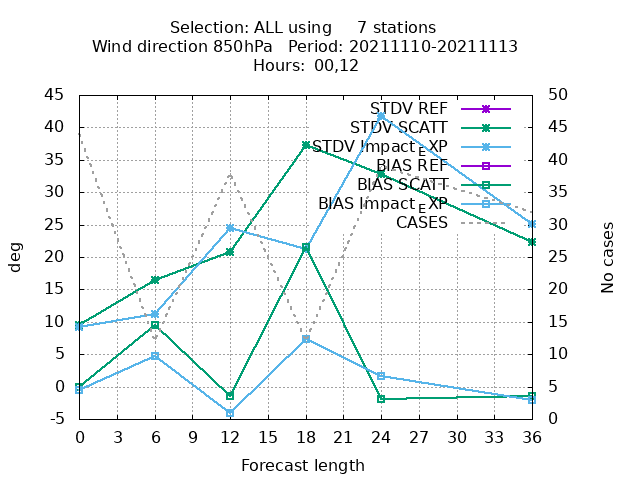 Selection: ALL using     7 stations
Wind direction 850hPa   Period: 20211110-20211113
Hours:  00,12
45 50
40 45
35 40
30 35
25 30
20 25
15 20
10 15
5 10
0 5
-5 0
STDV REF
STDV SCATT
STDV Impact_EXP
BIAS REF
BIAS SCATT
BIAS Impact_EXP
CASES
deg
No cases
0 3 6 9 12 15 18 21 24 27 30 33 36
Forecast length